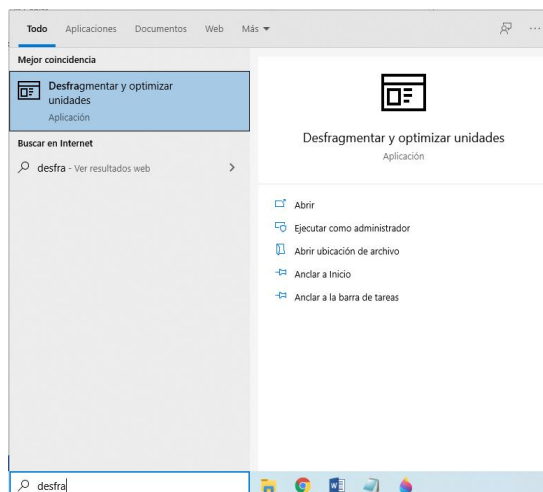 Todo Aplicaciones Documentos Web Más
Mejor coincidencia
Desfragmentar y optimizar
unidades
Aplicación
Buscar en Internet
desfra - Ver resultados web
Desfragmentar y optimizar unidades
Aplicación
Abrir
Ejecutar como administrador
Abrir ubicación de archivo
Anclar a Inicio
Anclar a la barra de tareas
desfra